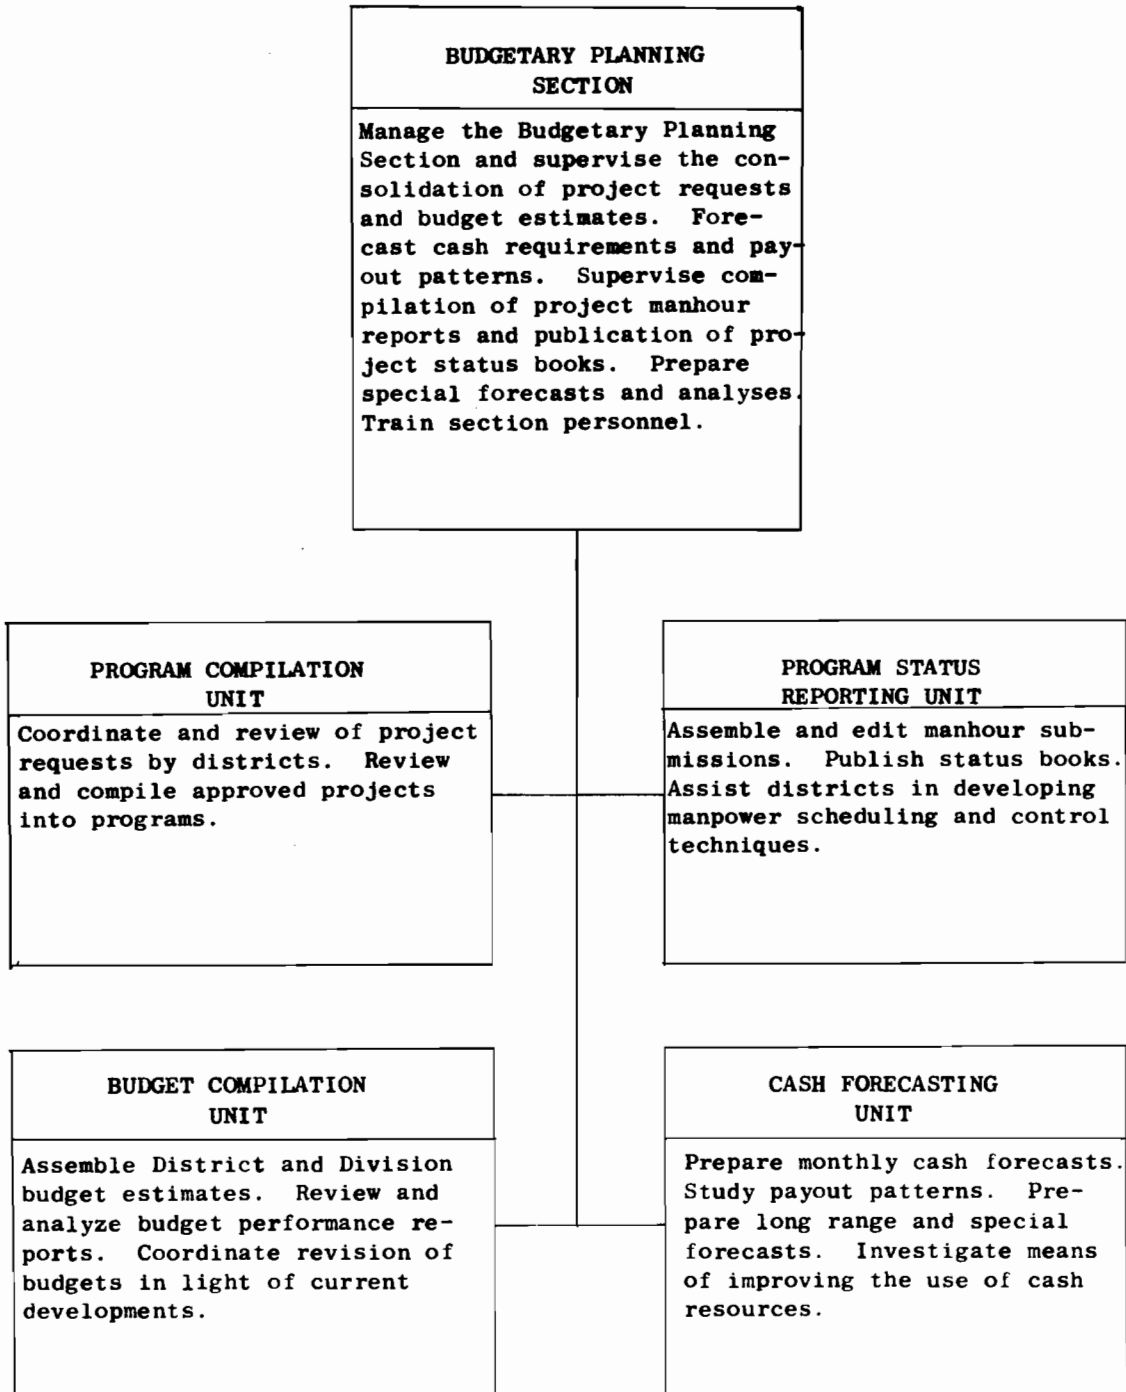 BUDGETARY PLANNING
SECTION
Manage the Budgetary Planning
Section and supervise the con-
solidation of project requests
and budget estimates. Fore-
cast cash requirements and pay-
out patterns. Supervise com-
pilation of project manhour
reports and publication of pro-
ject status books. Prepare
special forecasts and analyses.
Train section personnel.
PROGRAM COMPILATION
UNIT
Coordinate and review of project
requests by districts. Review
and compile approved projects
into programs.
PROGRAM STATUS
REPORTING UNIT
Assemble and edit manhour sub-
missions. Publish status books.
Assist districts in developing
manpower scheduling and control
techniques.
BUDGET COMPILATION
UNIT
Assemble District and Division
budget estimates. Review and
analyze budget performance re-
ports. Coordinate revision of
budgets in light of current
developments.
CASH FORECASTING
UNIT
Prepare monthly cash forecasts.
Study payout patterns. Pre-
pare long range and special
forecasts. Investigate means
of improving the use of cash
resources.